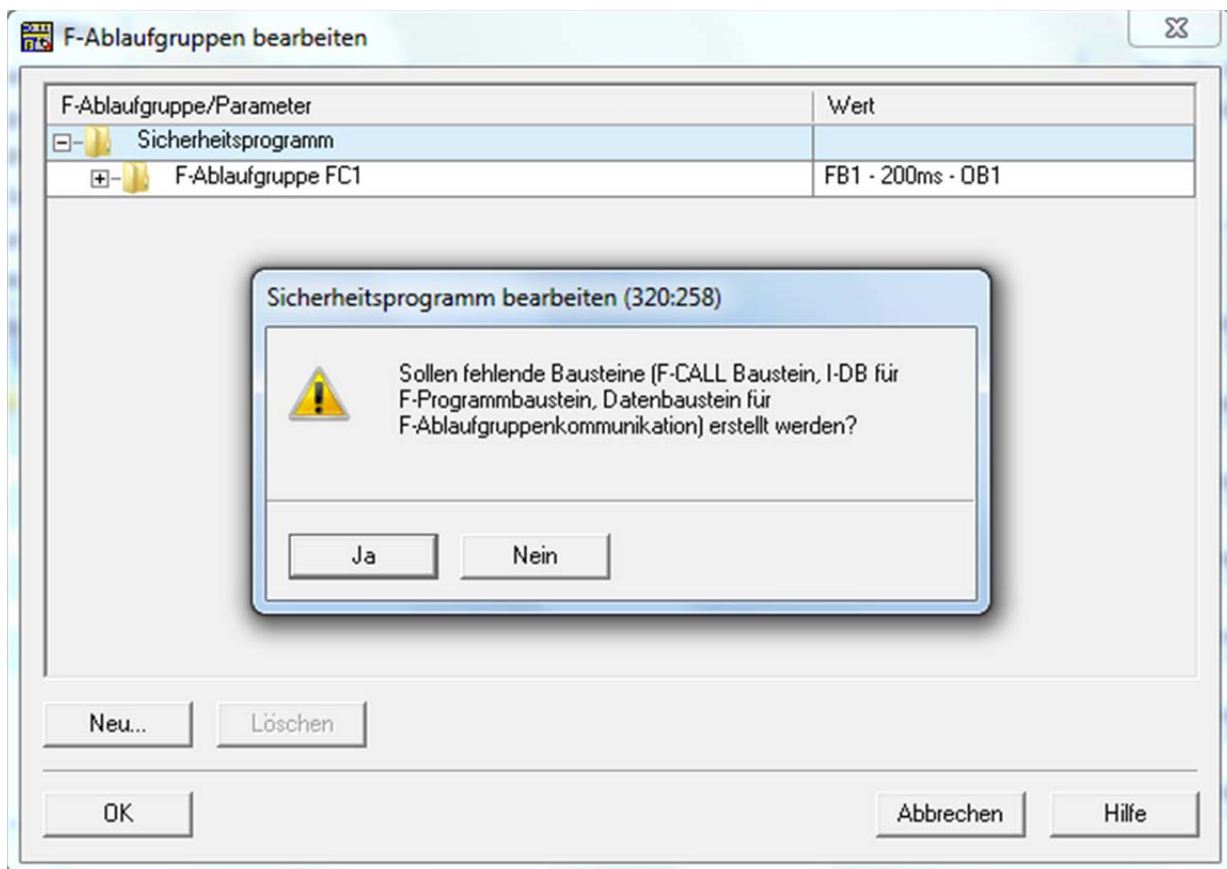 F-Ablaufgruppen bearbeiten
F-Ablaufgruppe/Parameter Wert
Sicherheitsprogramm
F-Ablaufgruppe FC1 FB1 - 200ms - OB1
Sicherheitsprogramm bearbeiten (320:258)
Sollen fehlende Bausteine (F-CALL Baustein, I-DB für
F-Programmbaustein, Datenbaustein für
F-Ablaufgruppenkommunikation) erstellt werden?
Ja Nein
Neu... Löschen
OK Abbrechen Hilfe